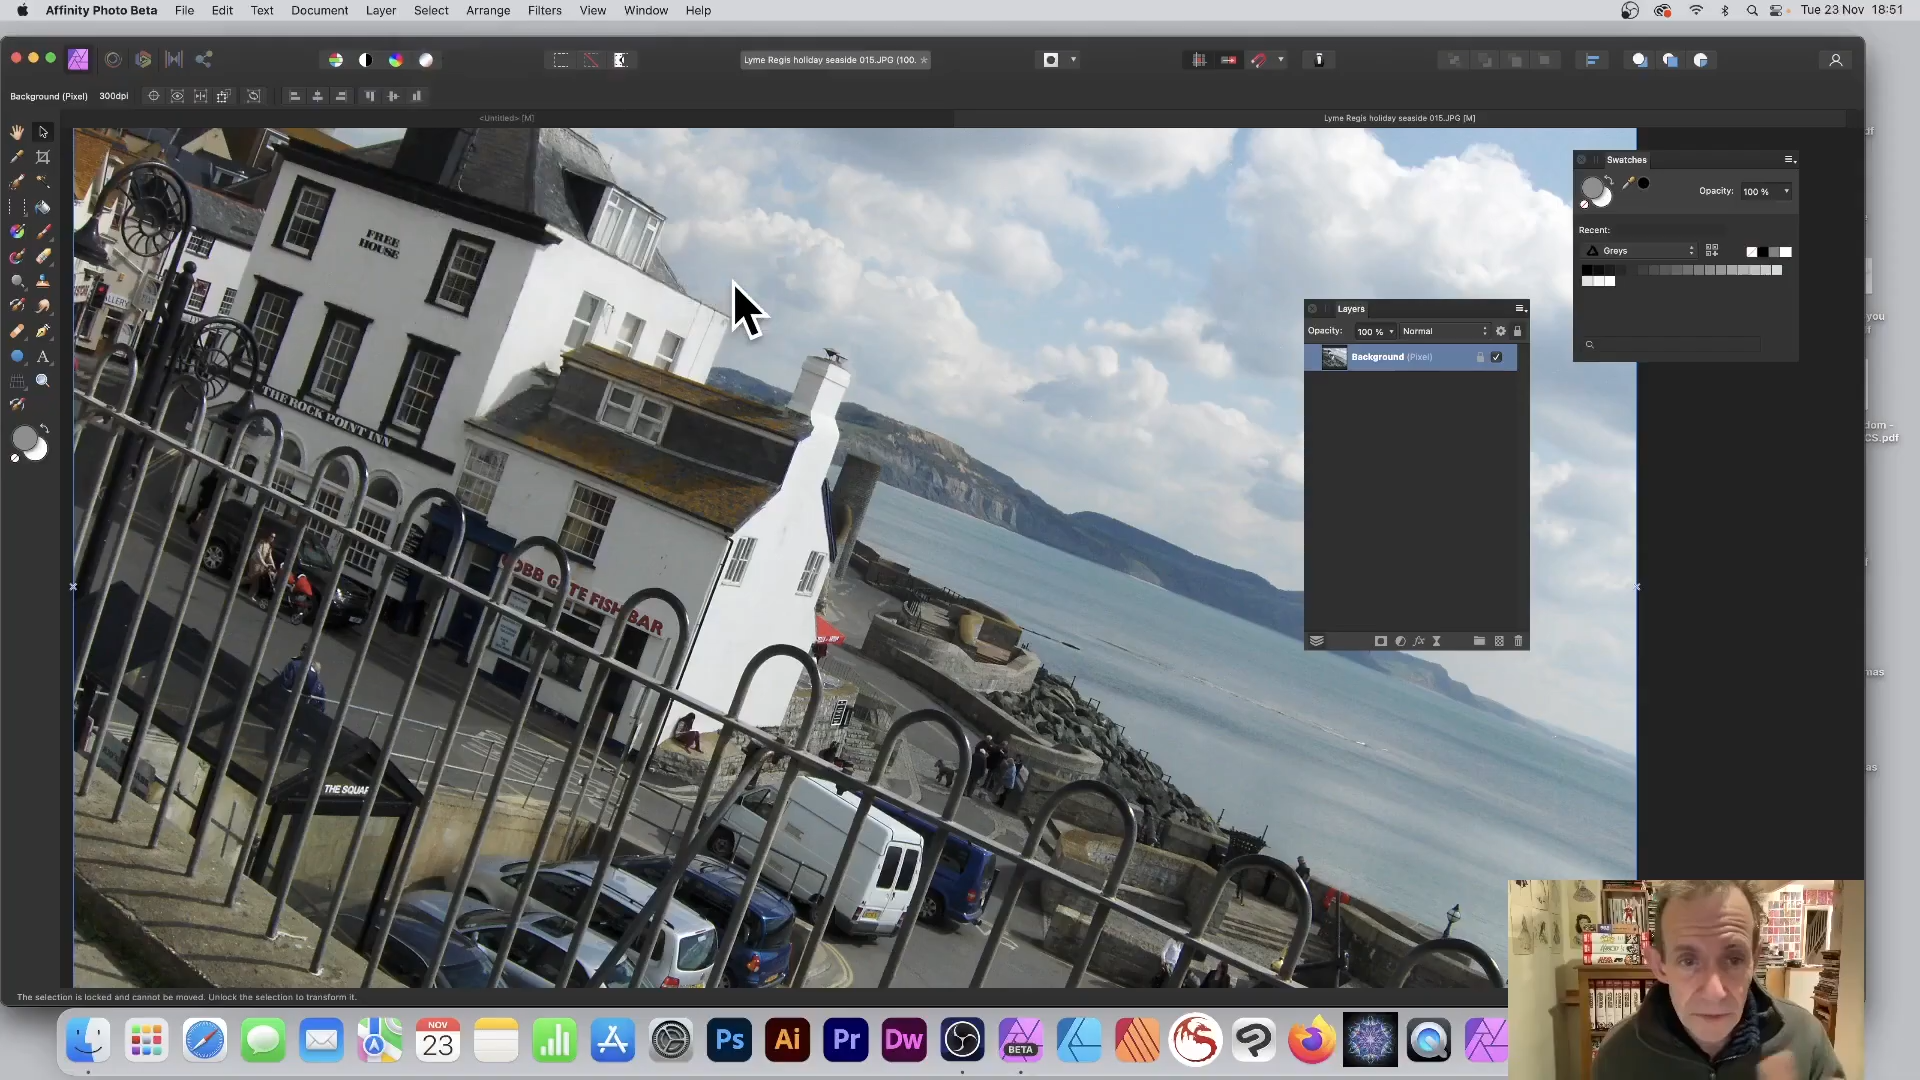 Affinity Photo Beta File Edit Text Document Layer Select Arrange Filters View Window Help Tue 23 Nov 18:51
Lyme Regis holiday seaside 015.JPG (100.
Background (Pixel) 300dpi
<Untitled> [M] Lyme Regis holiday seaside 015.JPG [M]
Swatches
Opacity: 100 %
Recent:
Greys
Layers
Opacity: 100 % Normal
Background (Pixel)
FREE
HOUSE
THE ROCK POINT INN
COBB GATE FISH BAR
THE SQUAR
CS.pdf
The selection is locked and cannot be moved. Unlock the selection to transform it.
NOV
23
Ps Ai Pr Dw
BETA